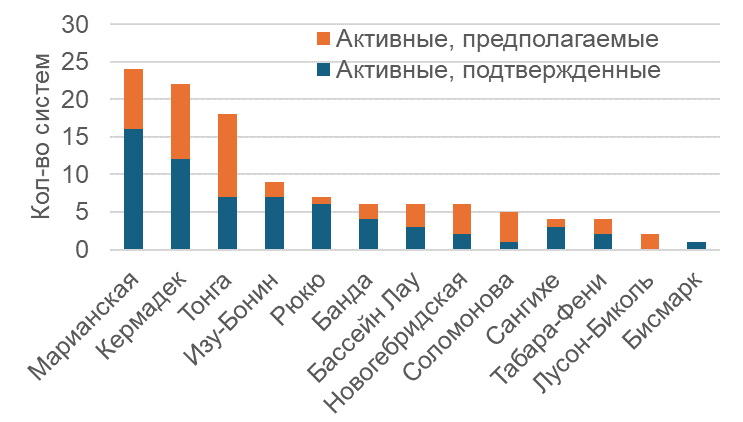 30
25
20
15
10
5
0
Кол-во систем
Активные, предполагаемые
Активные, подтвержденные
Марианская
Кермадек
Тонга
Изу-Бонин
Рюкю
Банда
Бассейн Лау
Новогебридская
Соломонова
Сангихе
Табара-Фени
Лусон-Биколь
Бисмарк